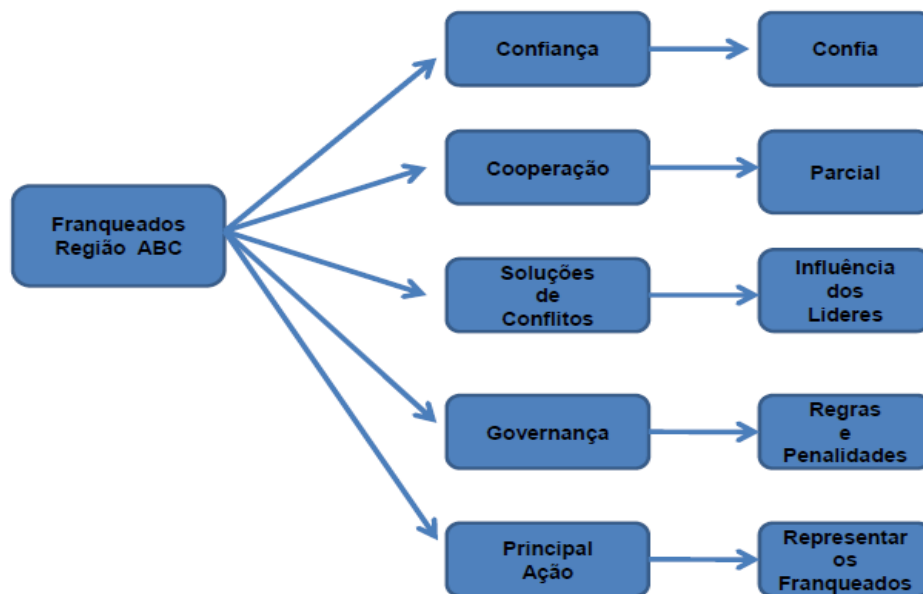 Confiança
Confia
Cooperação
Parcial
Franqueados
Região ABC
Soluções
de
Conflitos
Influência
dos
Lideres
Governança
Regras
e
Penalidades
Principal
Ação
Representar
os
Franqueados